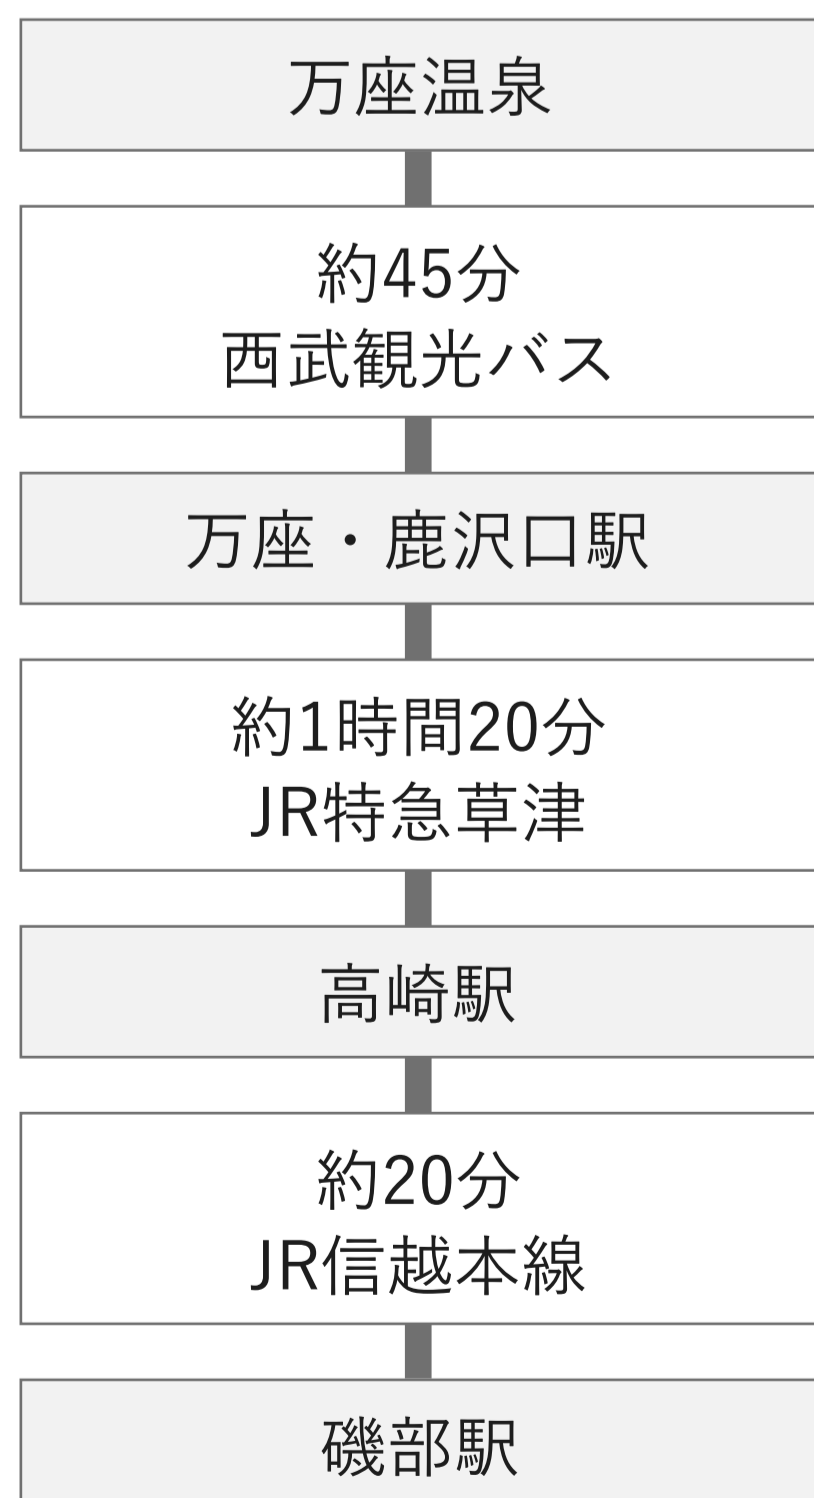 万座温泉
約45分
西武観光バス
万座・鹿沢口駅
約1時間20分
JR特急草津
高崎駅
約20分
JR信越本線
磯部駅